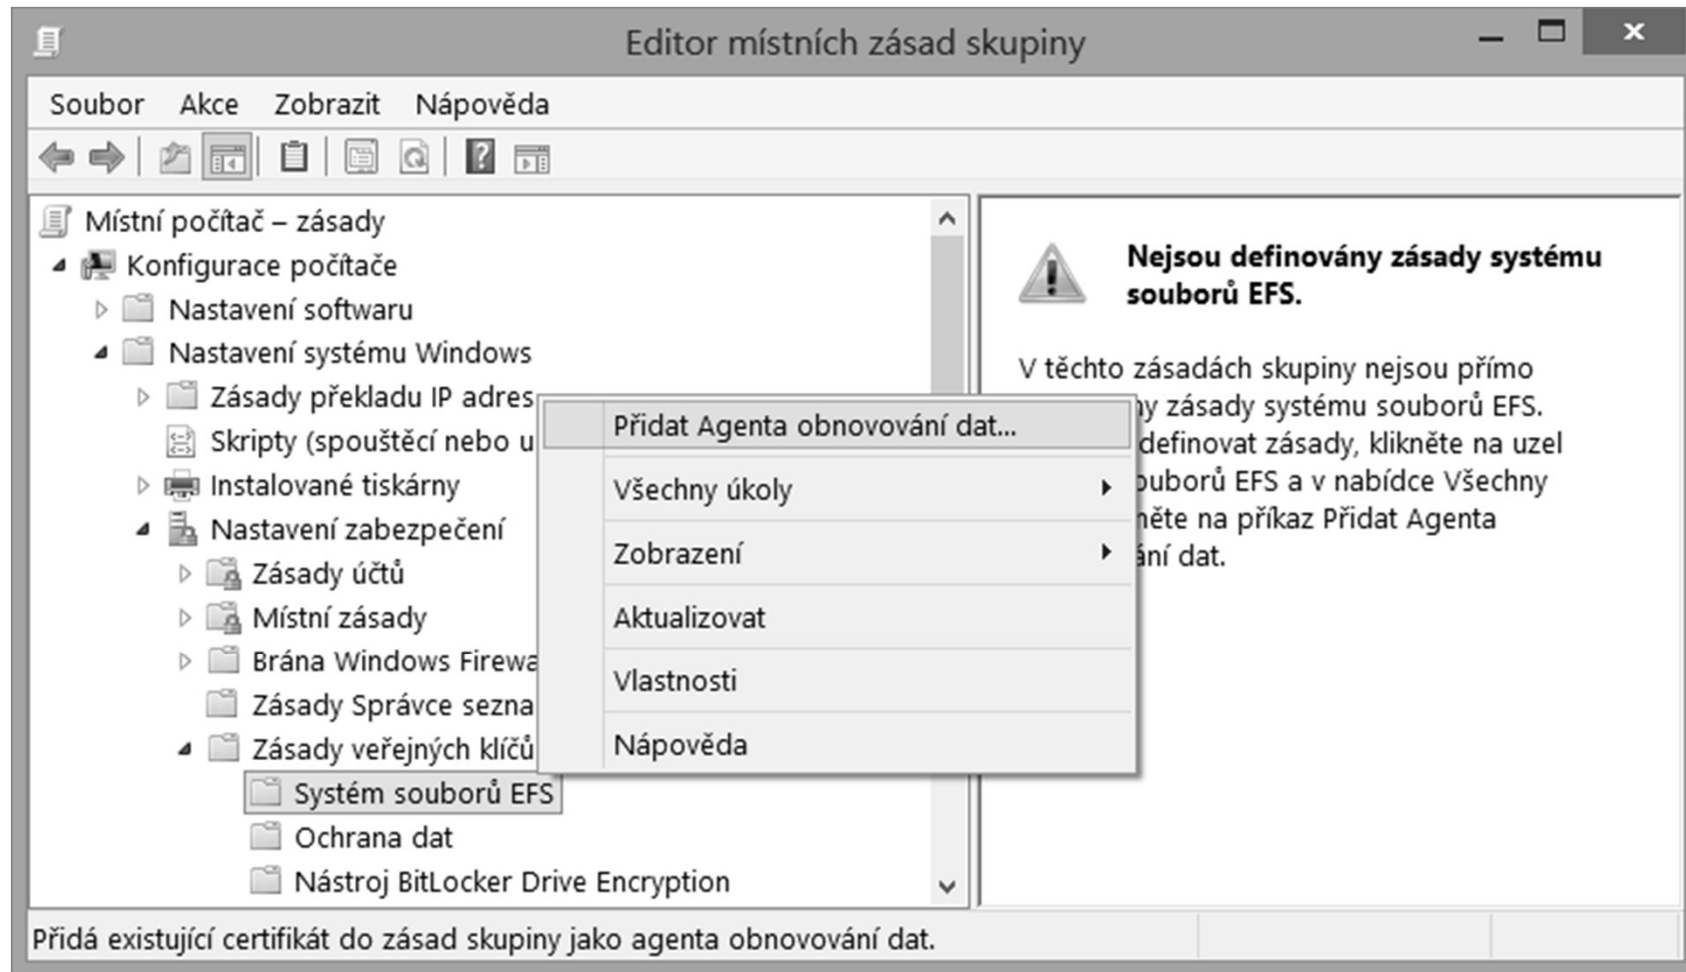 Editor místních zásad skupiny
Soubor Akce Zobrazit Nápověda
Místní počítač – zásady
Konfigurace počítače
Nastavení softwaru
Nastavení systému Windows
Zásady překladu IP adres
Skripty (spouštěcí nebo u
Instalované tiskárny
Nastavení zabezpečení
Zásady účtů
Místní zásady
Brána Windows Firewa
Zásady Správce sezna
Zásady veřejných klíčů
Systém souborů EFS
Ochrana dat
Nástroj BitLocker Drive Encryption
Přidat Agenta obnovování dat...
Všechny úkoly
Zobrazení
Aktualizovat
Vlastnosti
Nápověda
Nejsou definovány zásady systému
souborů EFS.
V těchto zásadách skupiny nejsou přímo
ny zásady systému souborů EFS.
definovat zásady, klikněte na uzel
ouborů EFS a v nabídce Všechny
něte na příkaz Přidat Agenta
ání dat.
Přidá existující certifikát do zásad skupiny jako agenta obnovování dat.